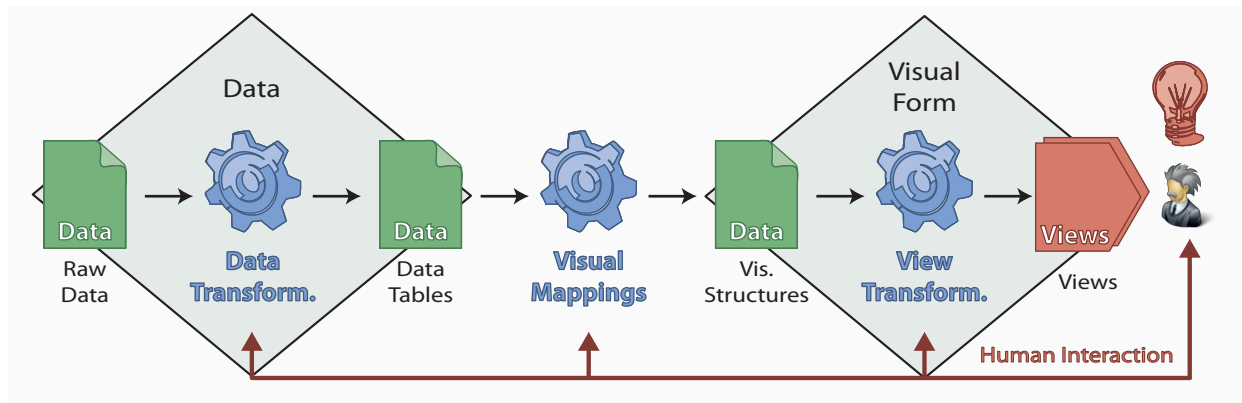 Data
Visual
Form
Data
Data
Data
Views
Raw
Data
Data
Transform.
Data
Tables
Visual
Mappings
Vis.
Structures
View
Transform.
Views
Human Interaction